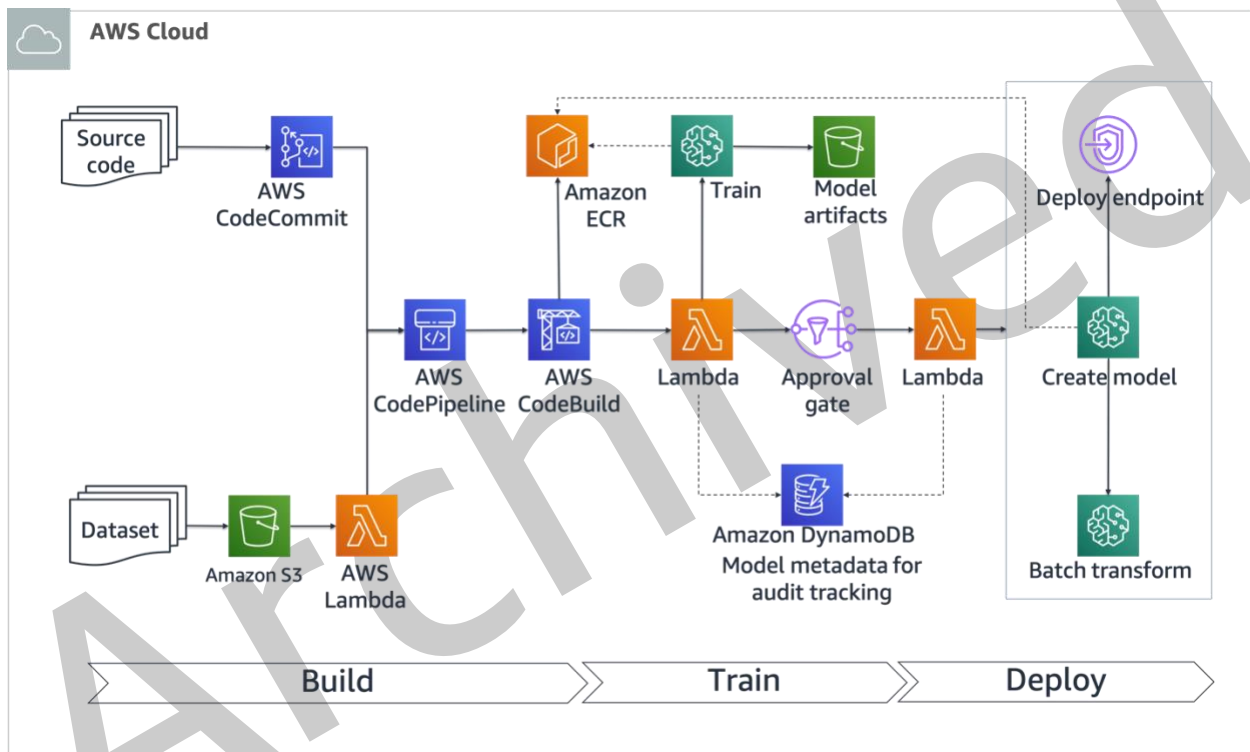 AWS Cloud
Source
code
AWS
CodeCommit
Amazon
ECR
Train
Model
artifacts
Deploy endpoint
AWS
CodePipeline
AWS
CodeBuild
Lambda
Approval
gate
Lambda
Create model
Dataset
Amazon S3
AWS
Lambda
Amazon DynamoDB
Model metadata for
audit tracking
Batch transform
Build
Train
Deploy
Archived